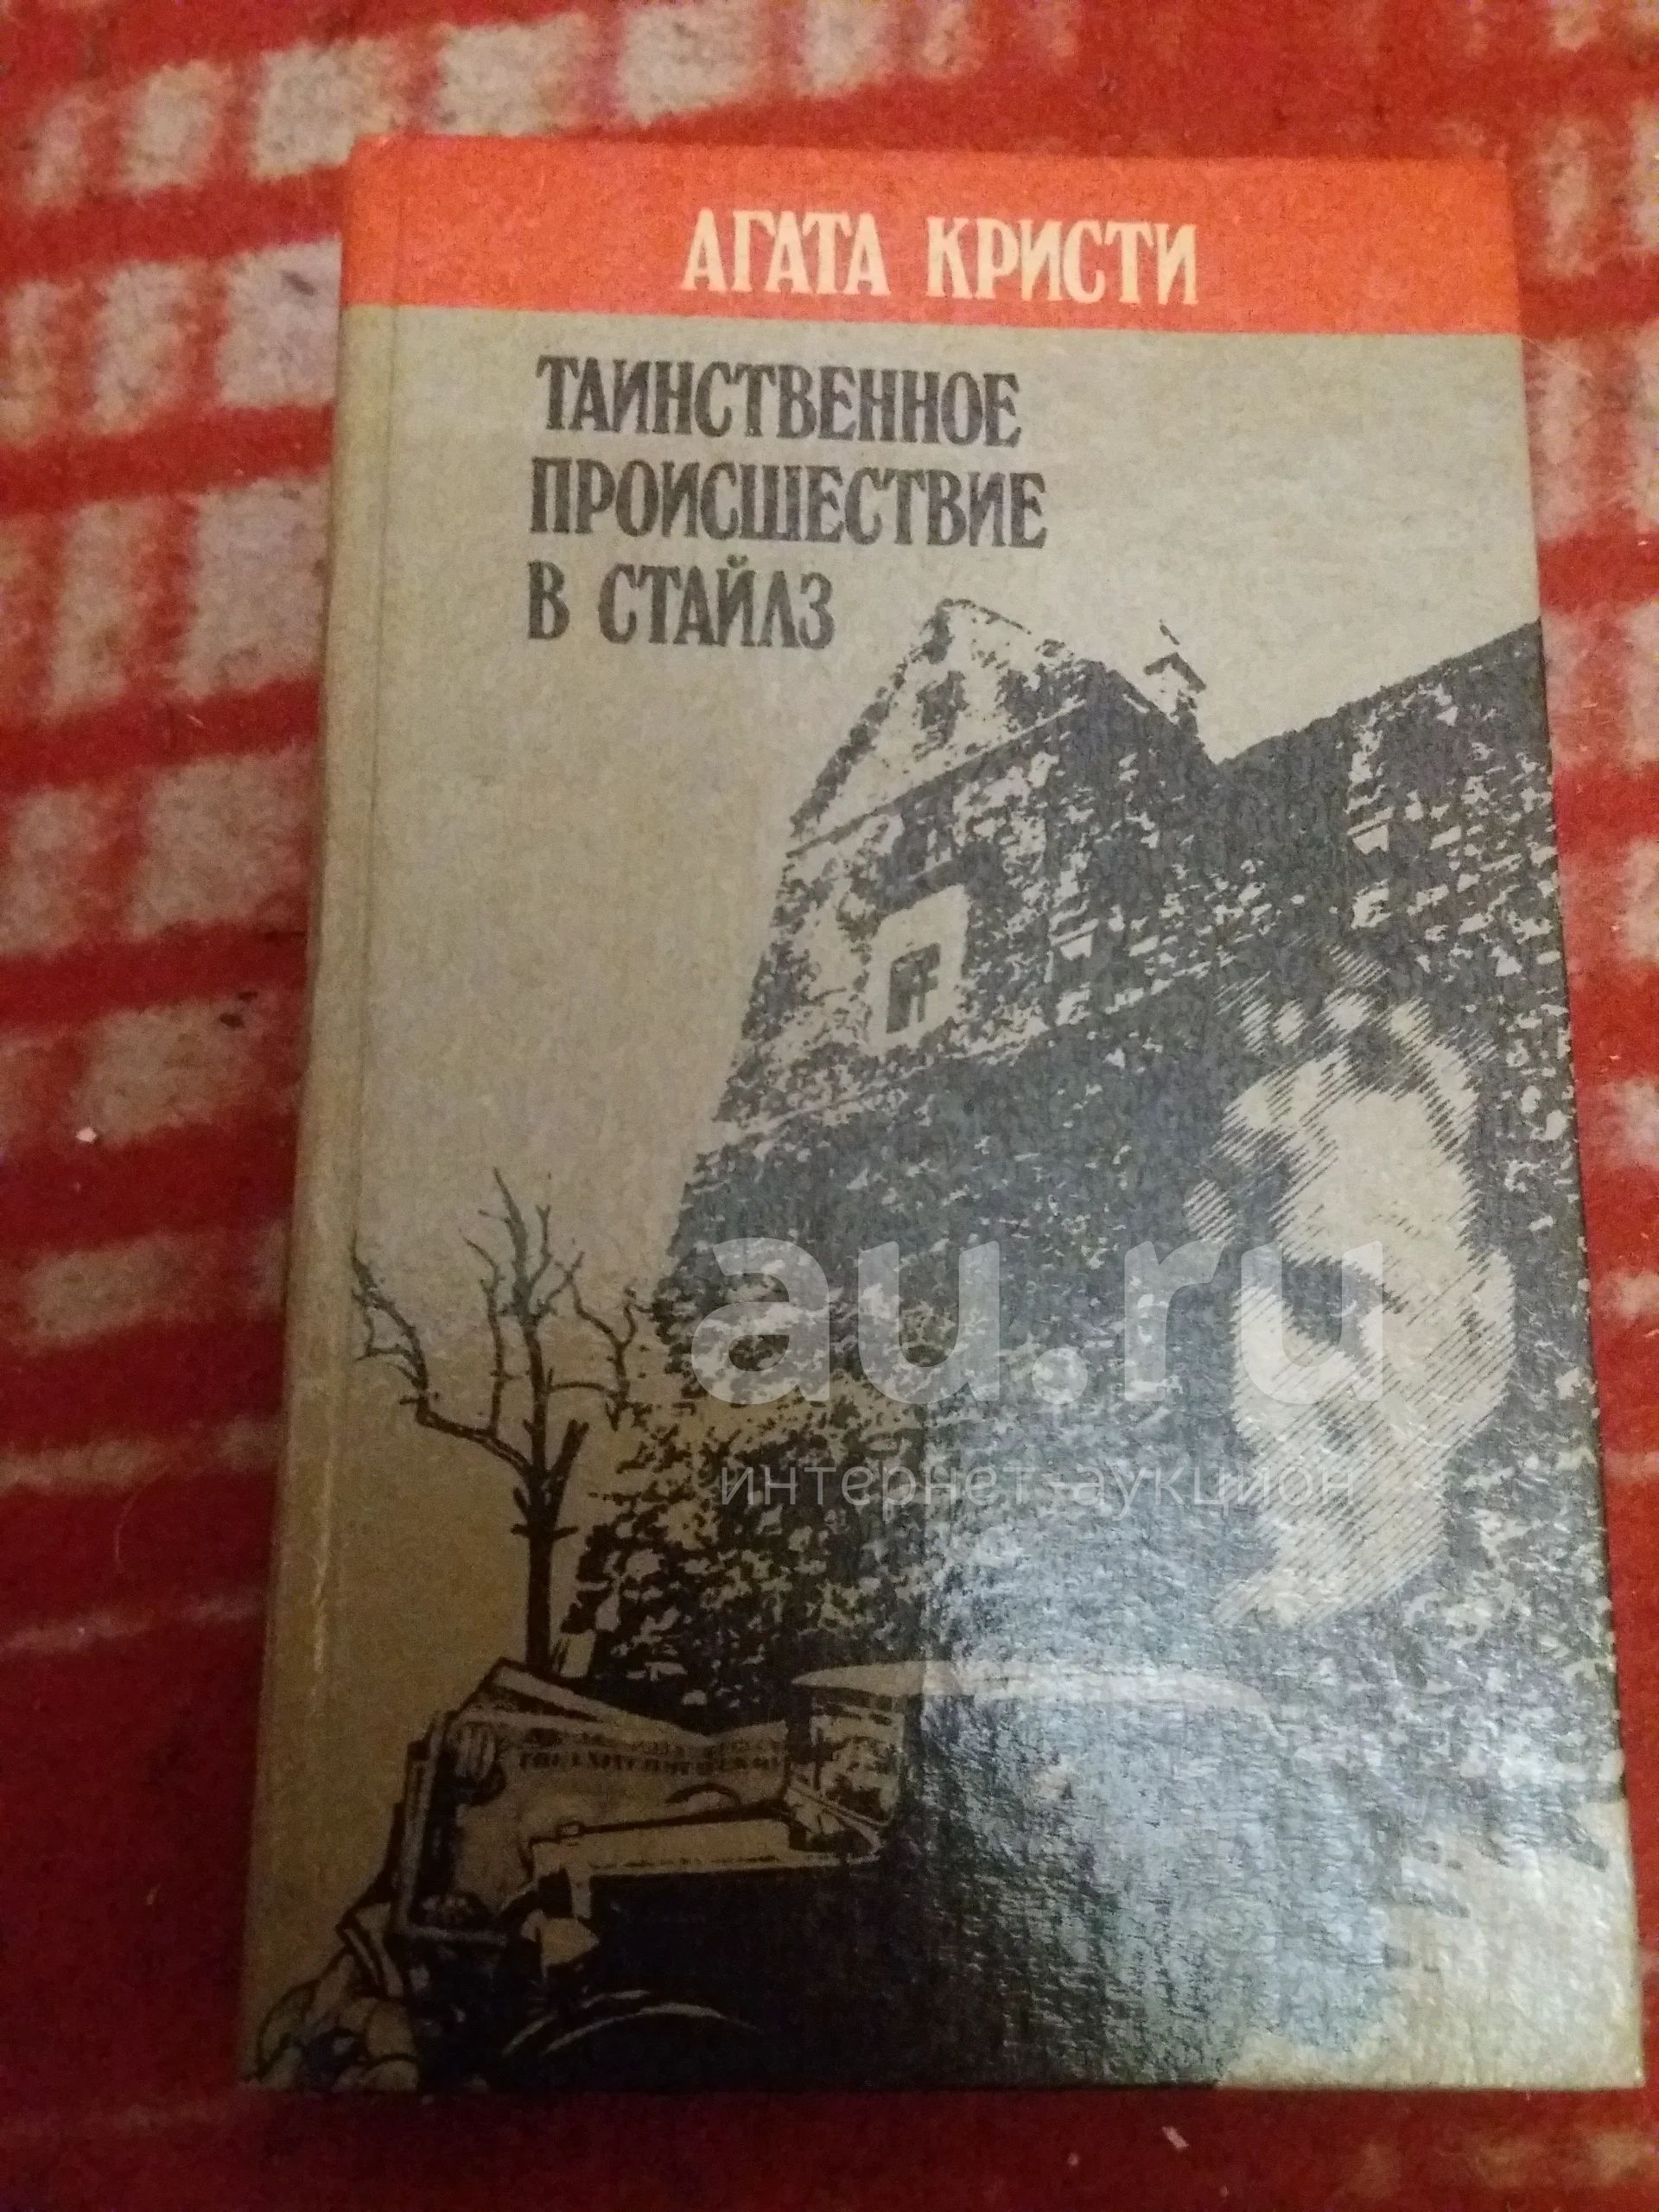 АГАТА КРИСТИ
ТАИНСТВЕННОЕ
ПРОИСШЕСТВИЕ
В СТАЙЛЗ
au.ru
интернет-аукцион